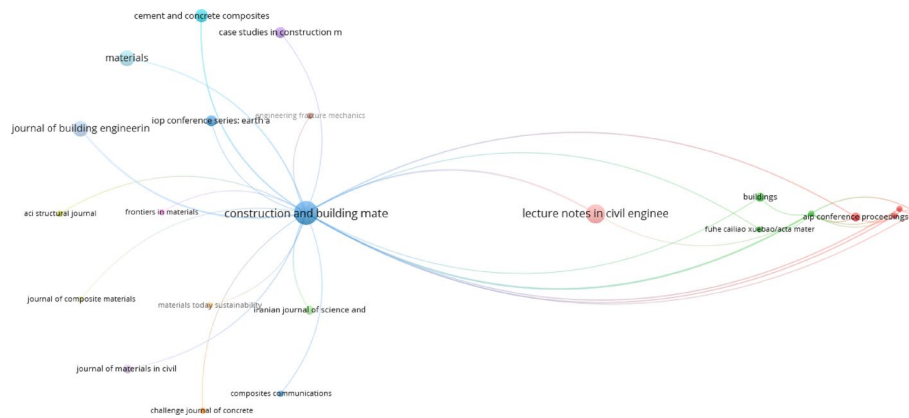 cement and concrete composites
case studies in construction m
materials
engineering fracture mechanics
iop conference series: earth a
journal of building engineerin
buildings
aci structural journal
frontiers in materials
construction and building mate
lecture notes in civil enginee
aip conference proceedings
fuhe cailiao xuebao/acta mater
journal of composite materials
materials today sustainability
iranian journal of science and
journal of materials in civil
composites communications
challenge journal of concrete